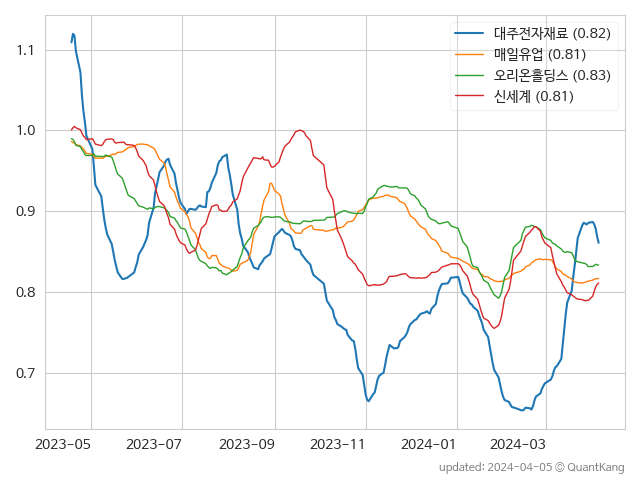 대주전자재료 (0.82)
매일유업 (0.81)
오리온홀딩스 (0.83)
신세계 (0.81)
1.1
1.0
0.9
0.8
0.7
2023-05 2023-07 2023-09 2023-11 2024-01 2024-03
updated: 2024-04-05 © QuantKang